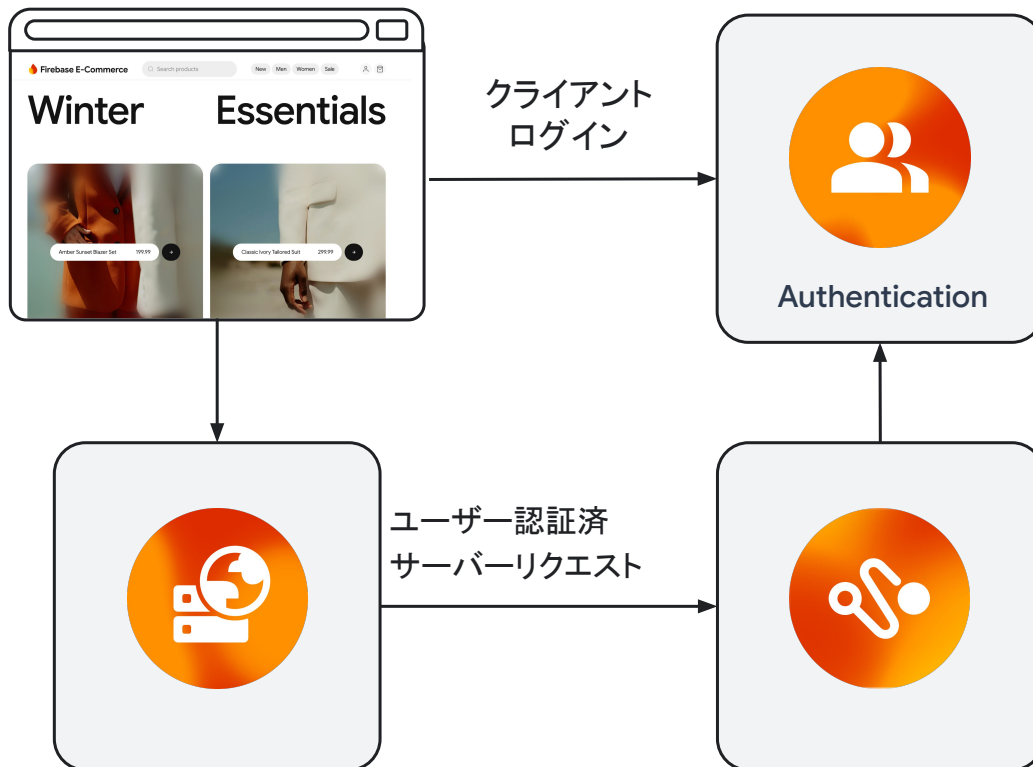 Firebase E-Commerce
Search products
New Men Women Sale
Winter Essentials
Amber Sunset Blazer Set 199.99
Classic Ivory Tailored Suit 299.99
クライアント
ログイン
Authentication
ユーザー認証済
サーバーリクエスト